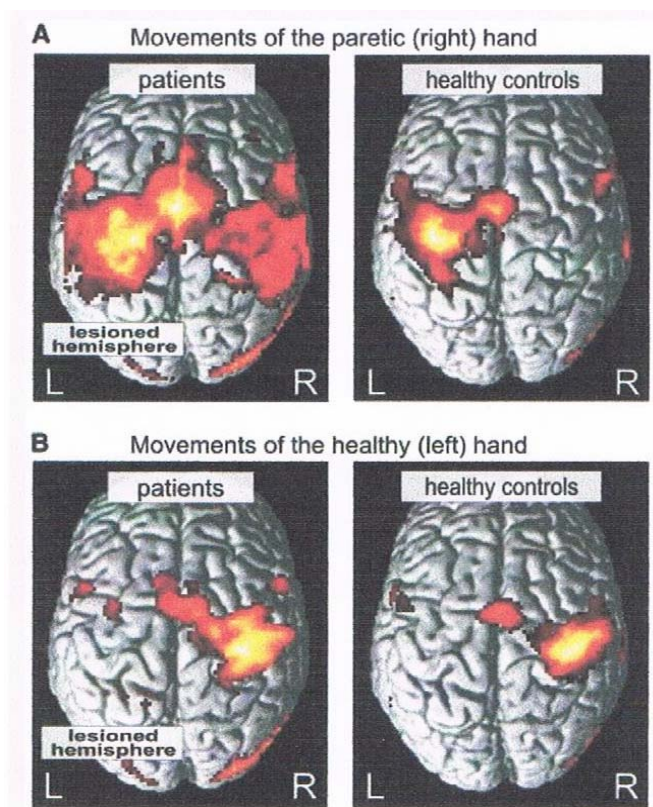 A Movements of the paretic (right) hand
patients healthy controls
lesioned
hemisphere
L R L R
B Movements of the healthy (left) hand
patients healthy controls
lesioned
hemisphere
L R L R